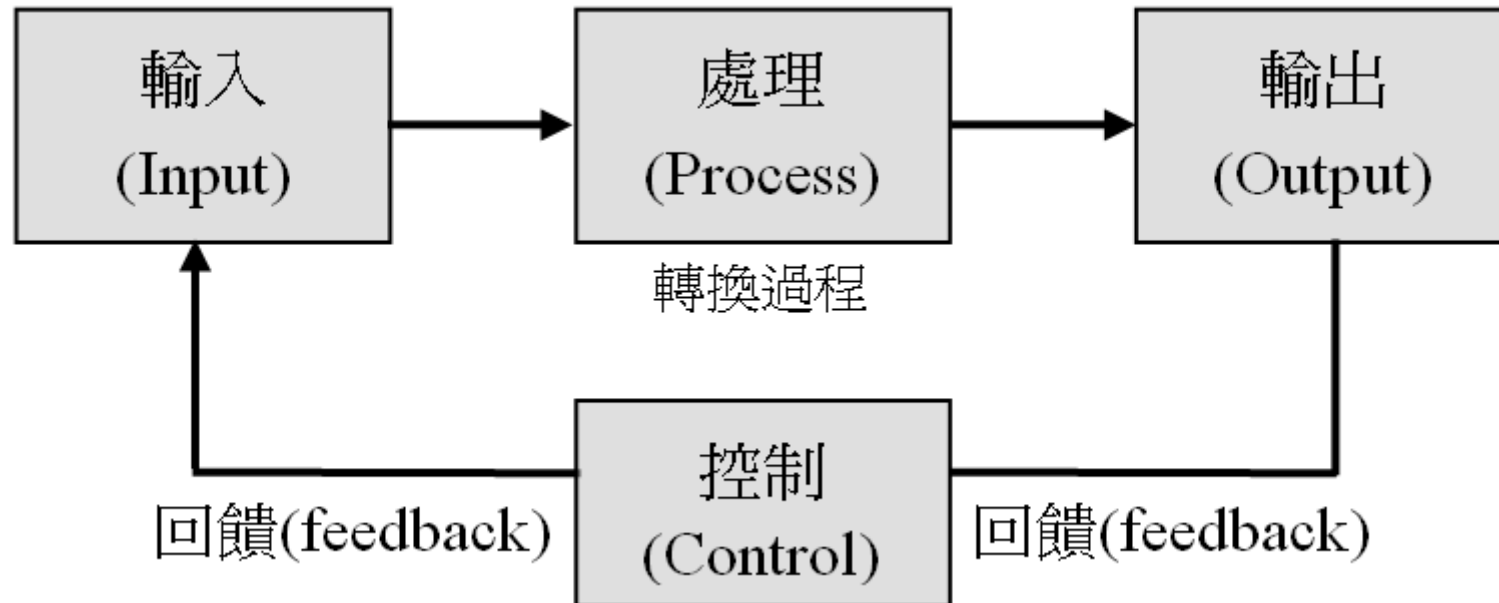 輸入
(Input)
處理
(Process)
輸出
(Output)
轉換過程
控制
(Control)
回饋(feedback)
回饋(feedback)